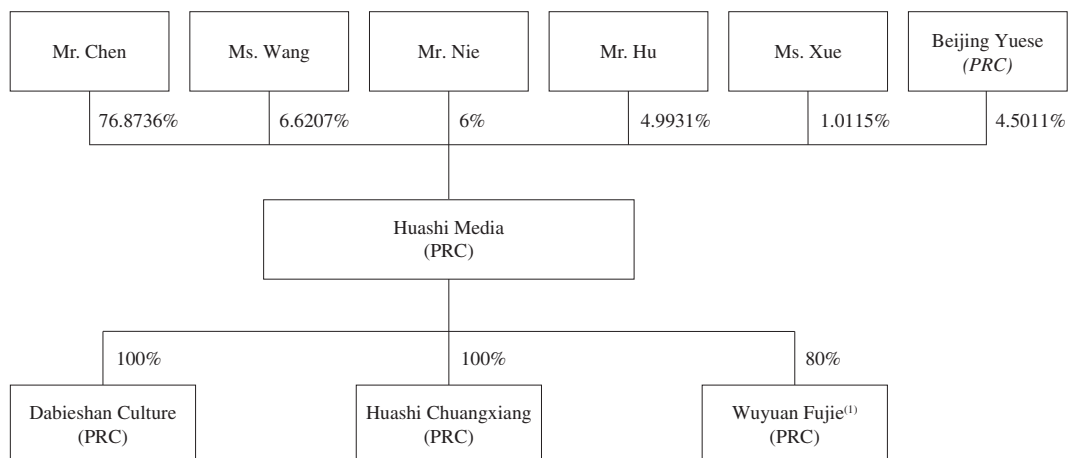 Mr. Chen
Ms. Wang
Mr. Nie
Mr. Hu
Ms. Xue
Beijing Yuese
(PRC)
76.8736%
6.6207%
6%
4.9931%
1.0115%
4.5011%
Huashi Media
(PRC)
100%
100%
80%
Dabieshan Culture
(PRC)
Huashi Chuangxiang
(PRC)
Wuyuan Fujie(1)
(PRC)